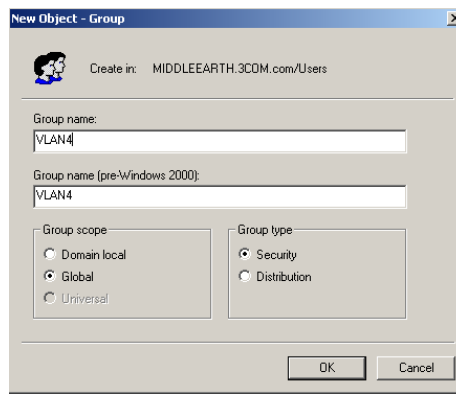 New Object - Group
Create in: MIDDLEEARTH.3COM.com/Users
Group name:
VLAN4
Group name (pre-Windows 2000):
VLAN4
Group scope
Domain local
Global
Universal
Group type
Security
Distribution
OK
Cancel